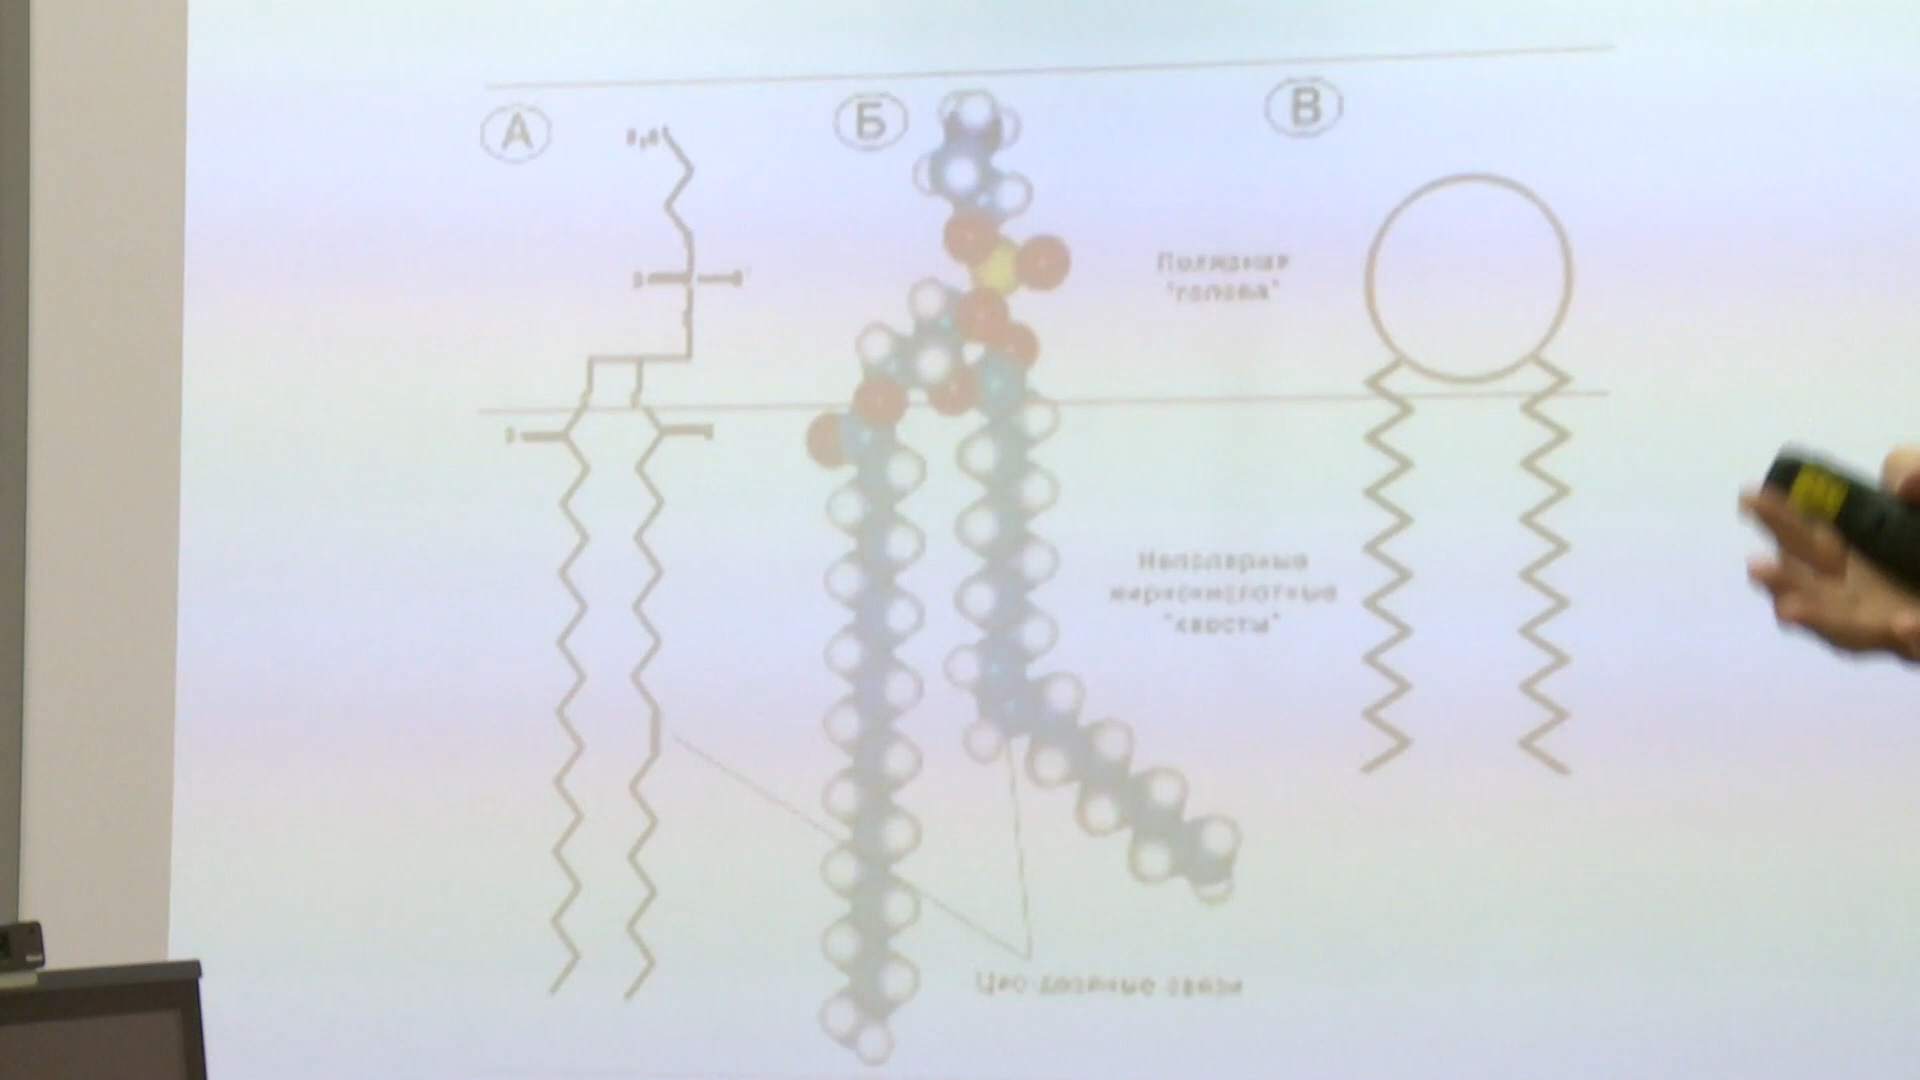 А
Б
В
Полярная
"голова"
Неполярные
жирнокислотные
"хвосты"
Цис-двойные связи